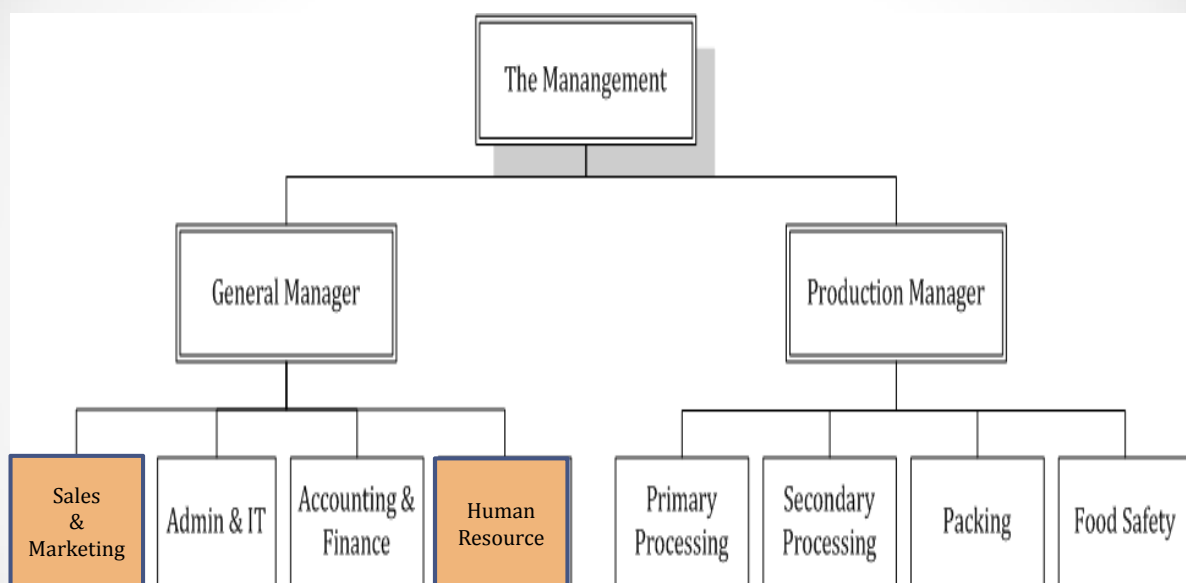 The Manangement
General Manager
Production Manager
Sales
&
Marketing
Admin & IT
Accounting &
Finance
Human
Resource
Primary
Processing
Secondary
Processing
Packing
Food Safety